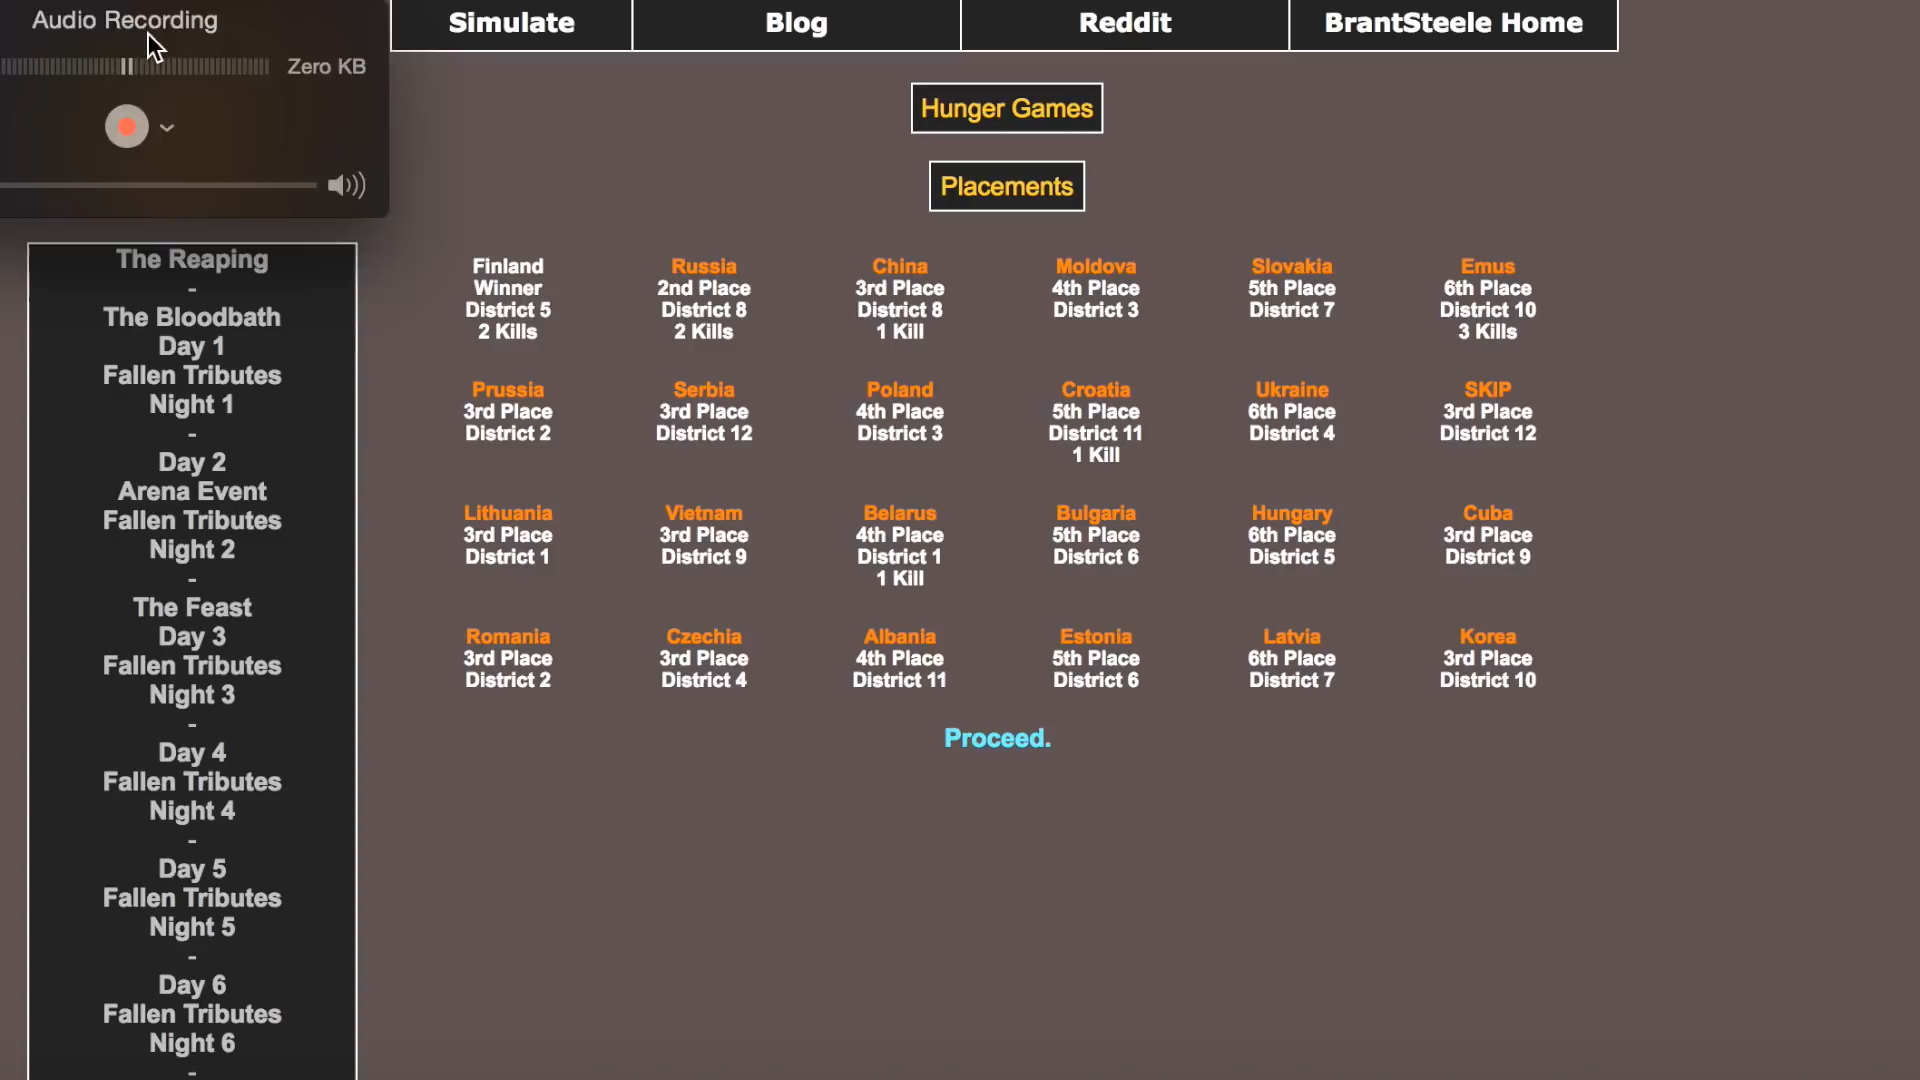 Audio Recording
Zero KB
Simulate
Blog
Reddit
BrantSteele Home
Hunger Games
Placements
The Reaping
-
The Bloodbath
Day 1
Fallen Tributes
Night 1
-
Day 2
Arena Event
Fallen Tributes
Night 2
-
The Feast
Day 3
Fallen Tributes
Night 3
-
Day 4
Fallen Tributes
Night 4
-
Day 5
Fallen Tributes
Night 5
-
Day 6
Fallen Tributes
Night 6
-
Finland
Winner
District 5
2 Kills
Russia
2nd Place
District 8
2 Kills
China
3rd Place
District 8
1 Kill
Moldova
4th Place
District 3
Slovakia
5th Place
District 7
Emus
6th Place
District 10
3 Kills
Prussia
3rd Place
District 2
Serbia
3rd Place
District 12
Poland
4th Place
District 3
Croatia
5th Place
District 11
1 Kill
Ukraine
6th Place
District 4
SKIP
3rd Place
District 12
Lithuania
3rd Place
District 1
Vietnam
3rd Place
District 9
Belarus
4th Place
District 1
1 Kill
Bulgaria
5th Place
District 6
Hungary
6th Place
District 5
Cuba
3rd Place
District 9
Romania
3rd Place
District 2
Czechia
3rd Place
District 4
Albania
4th Place
District 11
Estonia
5th Place
District 6
Latvia
6th Place
District 7
Korea
3rd Place
District 10
Proceed.